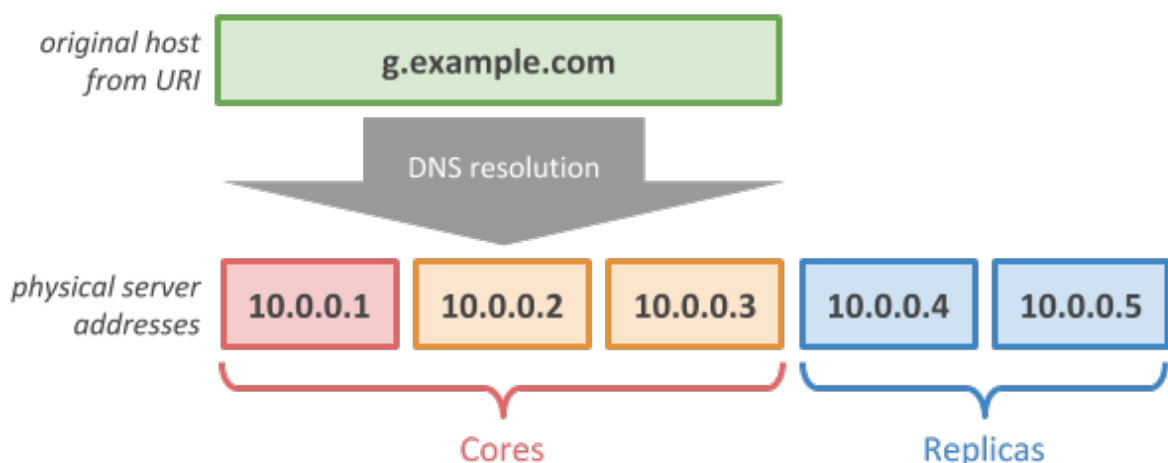 original host
from URI
g.example.com
DNS resolution
physical server
addresses
10.0.0.1
10.0.0.2
10.0.0.3
10.0.0.4
10.0.0.5
Cores
Replicas